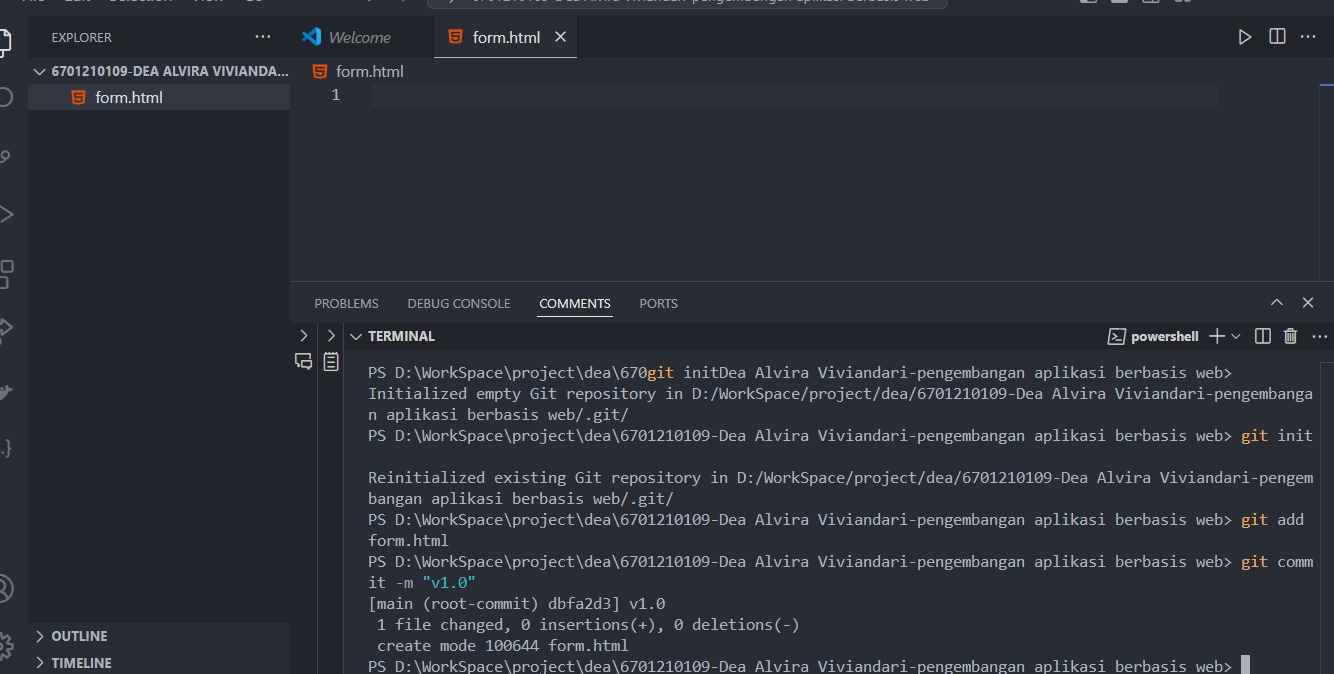 EXPLORER
Welcome
form.html
6701210109-DEA ALVIRA VIVIANDA...
form.html
form.html
1
PROBLEMS
DEBUG CONSOLE
COMMENTS
PORTS
TERMINAL
powershell
PS D:\WorkSpace\project\dea\670git initDea Alvira Viviandari-pengembangan aplikasi berbasis web>
Initialized empty Git repository in D:/WorkSpace/project/dea/6701210109-Dea Alvira Viviandari-pengembanga
n aplikasi berbasis web/.git/
PS D:\WorkSpace\project\dea\6701210109-Dea Alvira Viviandari-pengembangan aplikasi berbasis web> git init
Reinitialized existing Git repository in D:/WorkSpace/project/dea/6701210109-Dea Alvira Viviandari-pengem
bangan aplikasi berbasis web/.git/
PS D:\WorkSpace\project\dea\6701210109-Dea Alvira Viviandari-pengembangan aplikasi berbasis web> git add
form.html
PS D:\WorkSpace\project\dea\6701210109-Dea Alvira Viviandari-pengembangan aplikasi berbasis web> git comm
it -m "v1.0"
[main (root-commit) dbfa2d3] v1.0
1 file changed, 0 insertions(+), 0 deletions(-)
create mode 100644 form.html
PS D:\WorkSpace\project\dea\6701210109-Dea Alvira Viviandari-pengembangan aplikasi berbasis web>
OUTLINE
TIMELINE